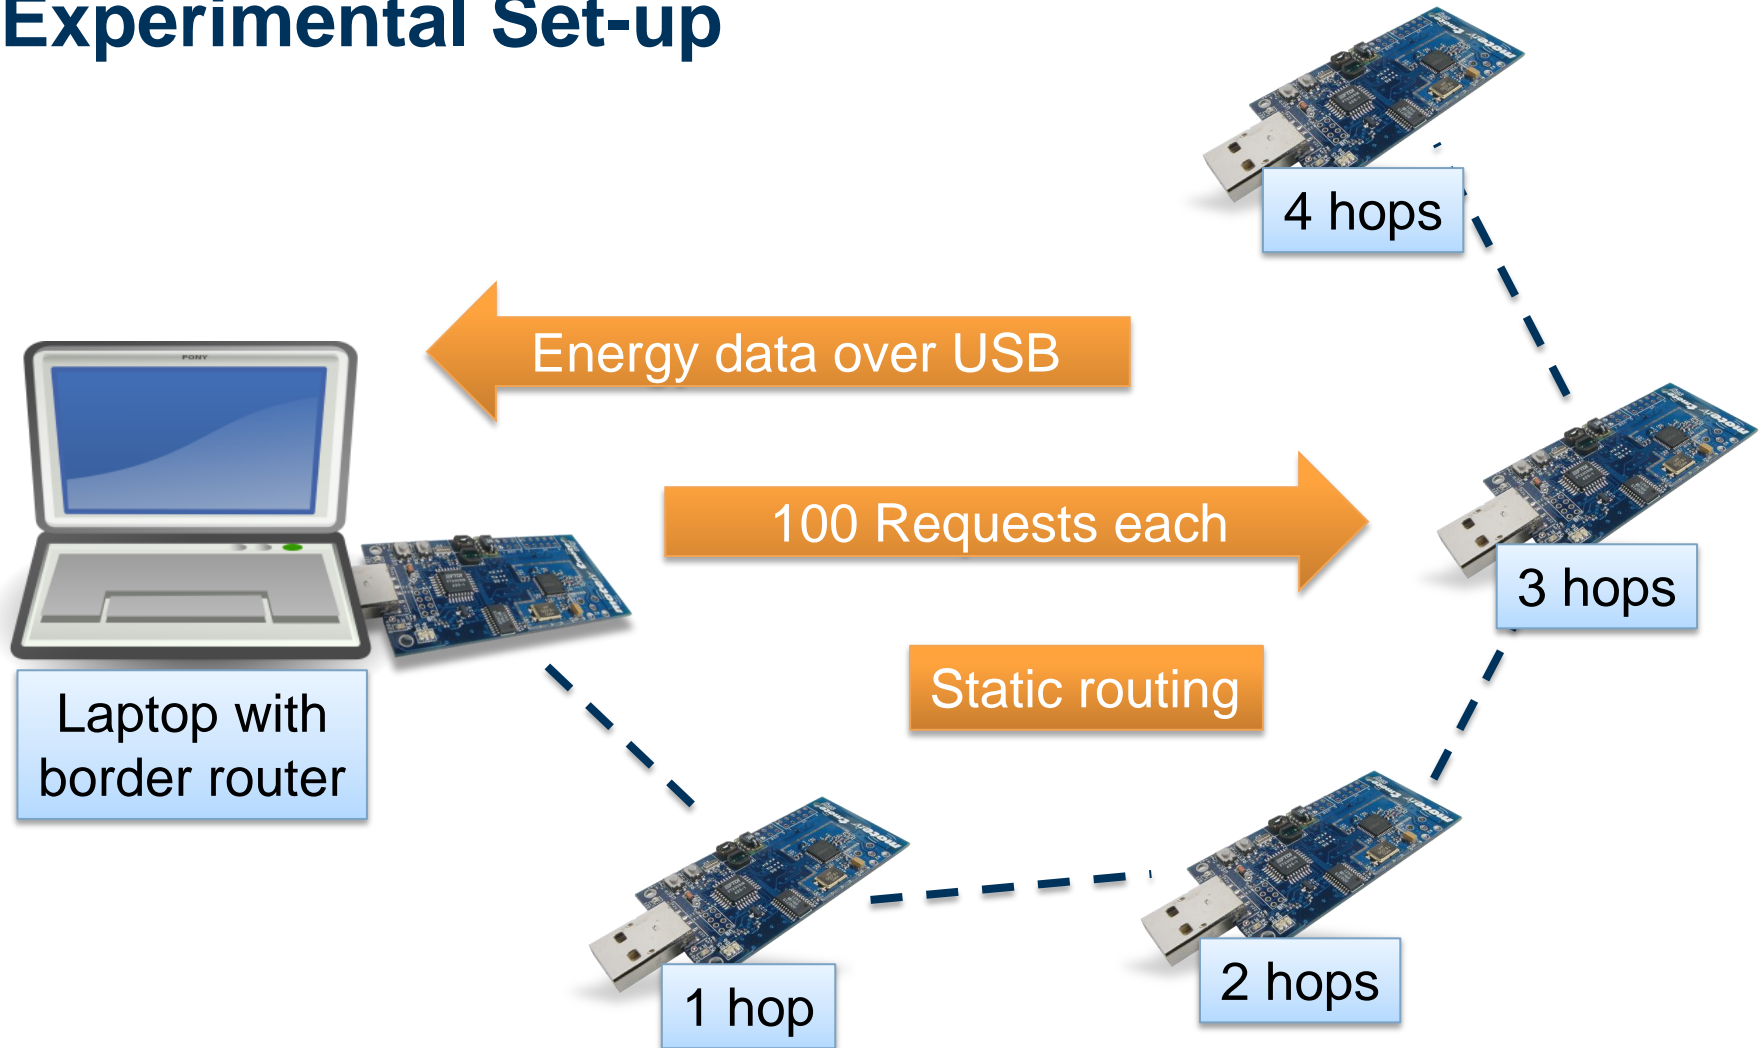 Experimental Set-up
4 hops
Energy data over USB
PONY
100 Requests each
3 hops
Static routing
Laptop with
border router
2 hops
1 hop